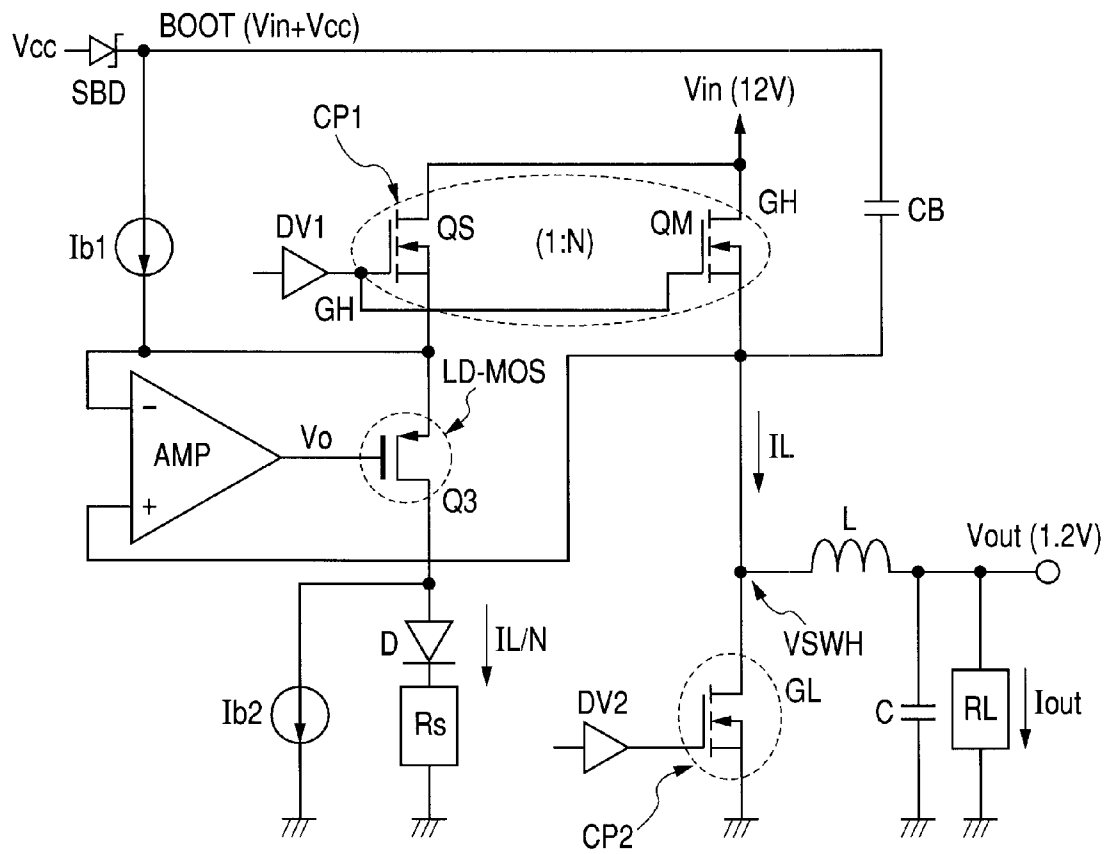 BOOT (Vin+Vcc)
Vcc
SBD
Vin (12V)
CP1
GH
CB
DV1
QS
QM
(1:N)
Ib1
GH
LD-MOS
−
AMP
Vo
IL
+
Q3
L
Vout (1.2V)
D
IL/N
VSWH
Ib2
Rs
DV2
GL
C
RL
Iout
CP2